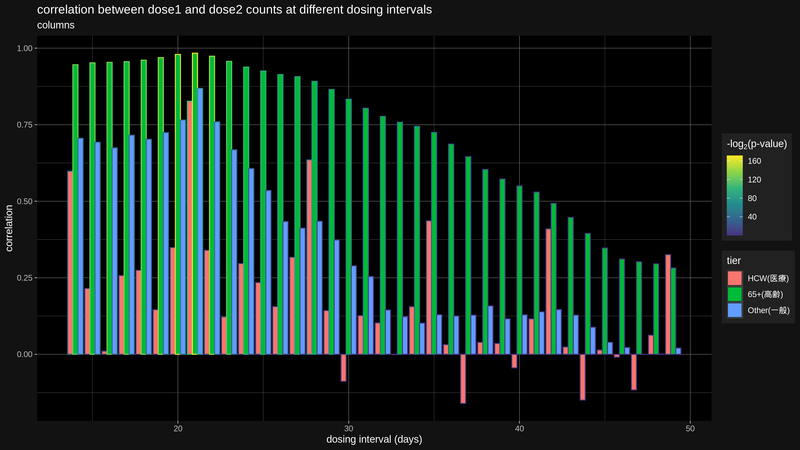 correlation between dose1 and dose2 counts at different dosing intervals
columns
1.00
0.75
0.50
0.25
0.00
correlation
20
30
40
50
dosing interval (days)
-log2(p-value)
160
120
80
40
tier
HCW(医療)
65+(高齢)
Other(一般)